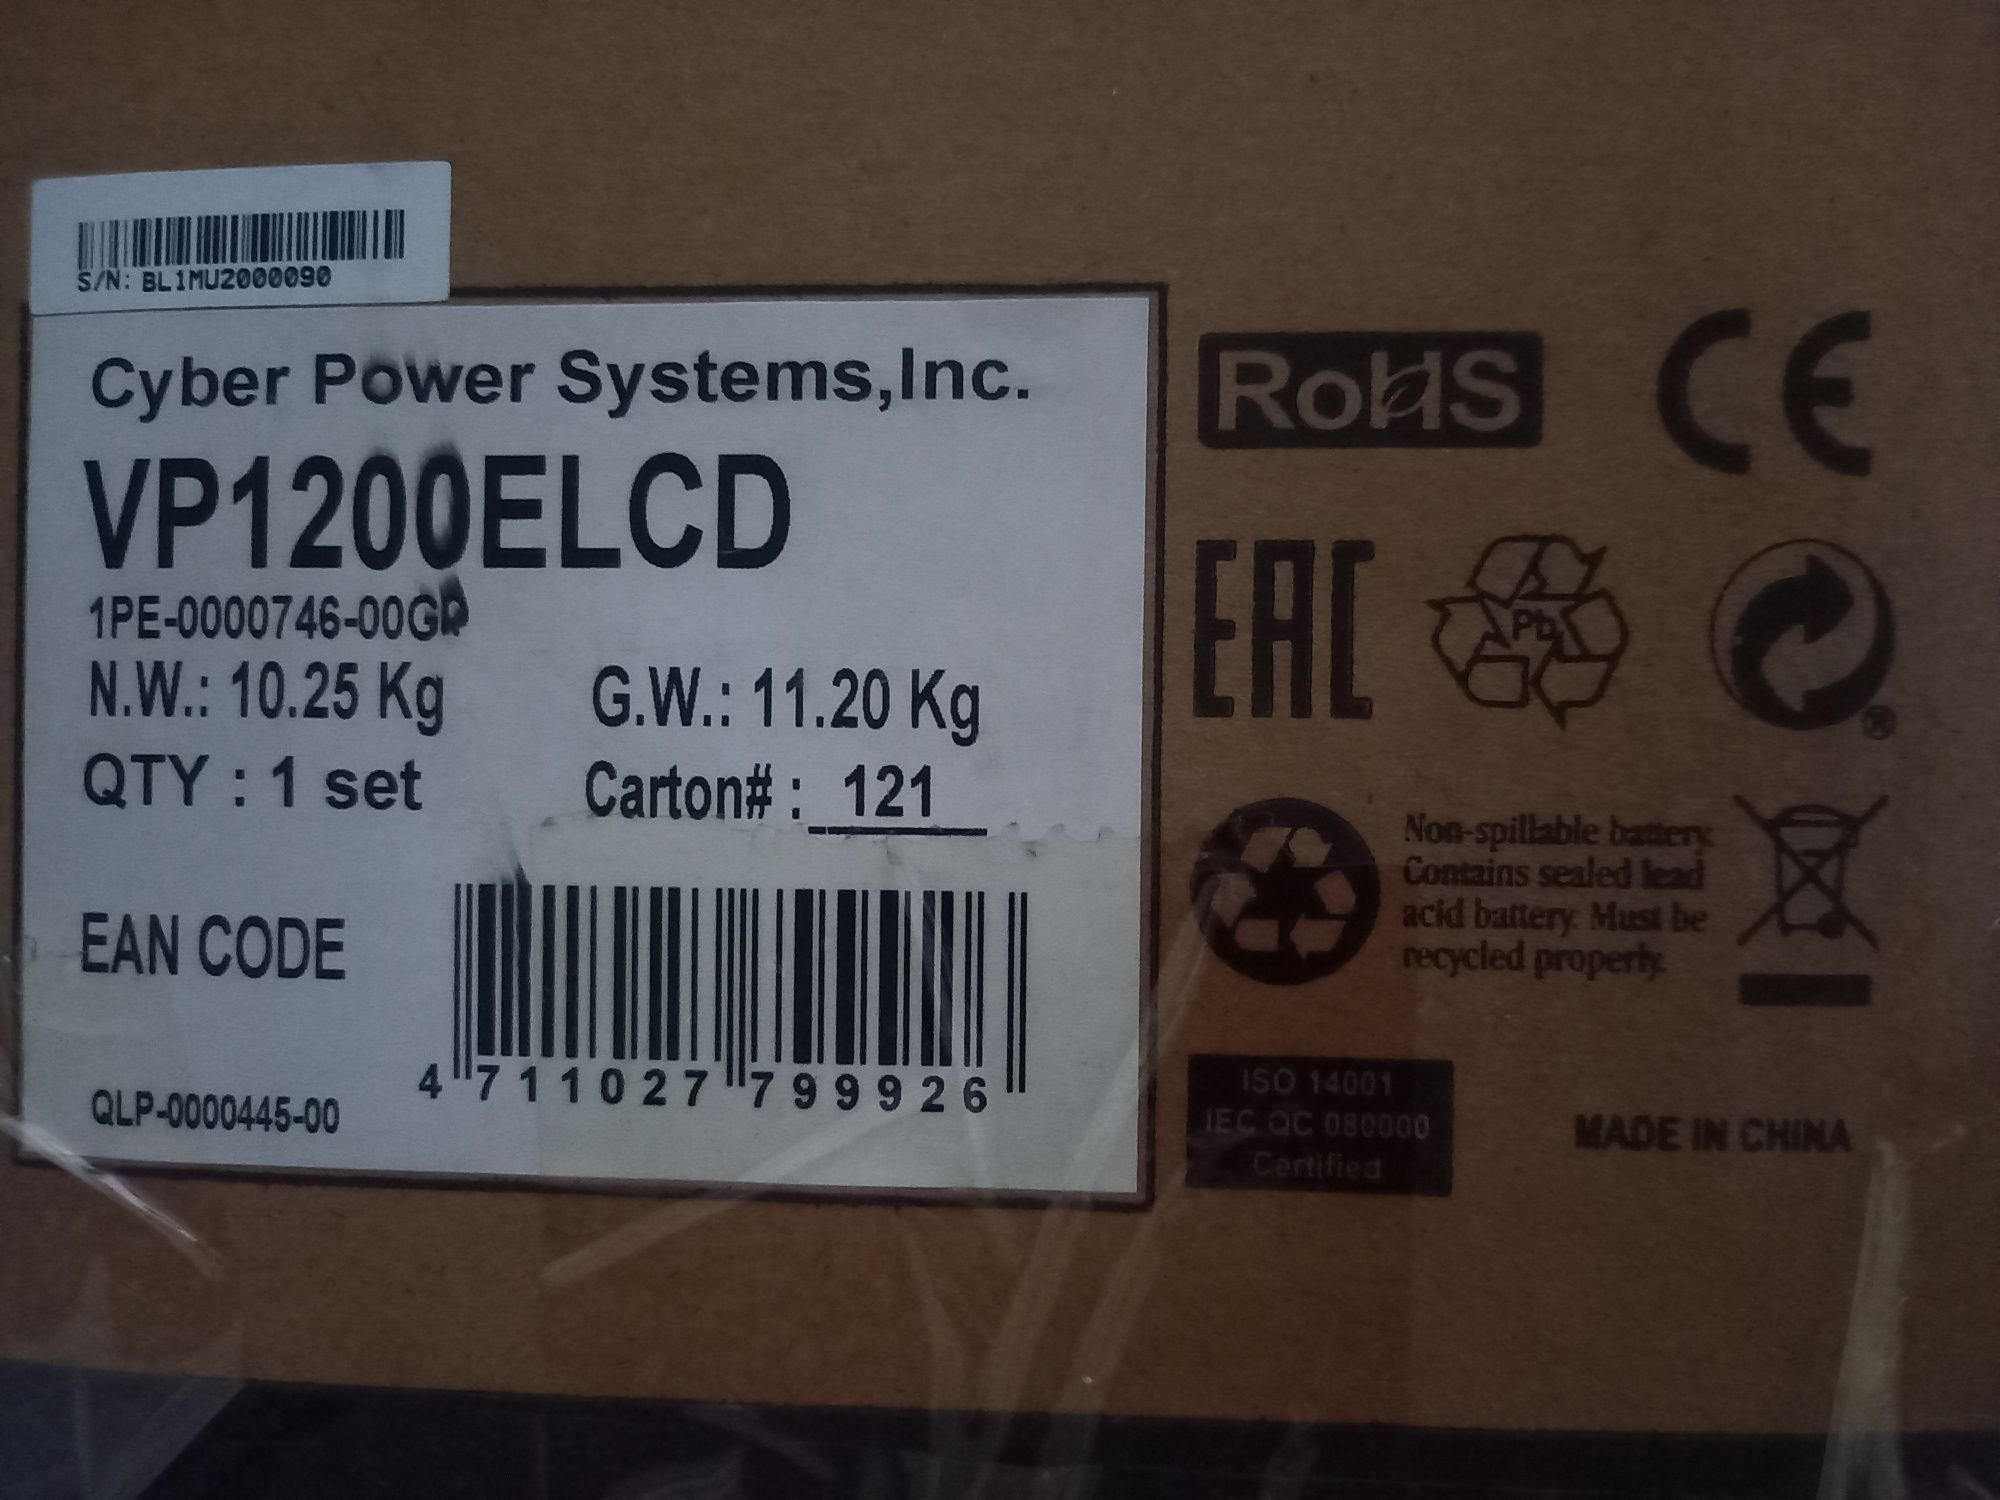 S/N: BL1MU2000090
Cyber Power Systems,Inc.
VP1200ELCD
1PE-0000746-00GP
N.W.: 10.25 Kg
G.W.: 11.20 Kg
QTY : 1 set
Carton# : 121
EAN CODE
4 711027 799926
QLP-0000445-00
RoHS
CE
EAC
Pb
®
Non-spillable battery.
Contains sealed lead
acid battery. Must be
recycled properly.
ISO 14001
IEC QC 080000
Certified
MADE IN CHINA